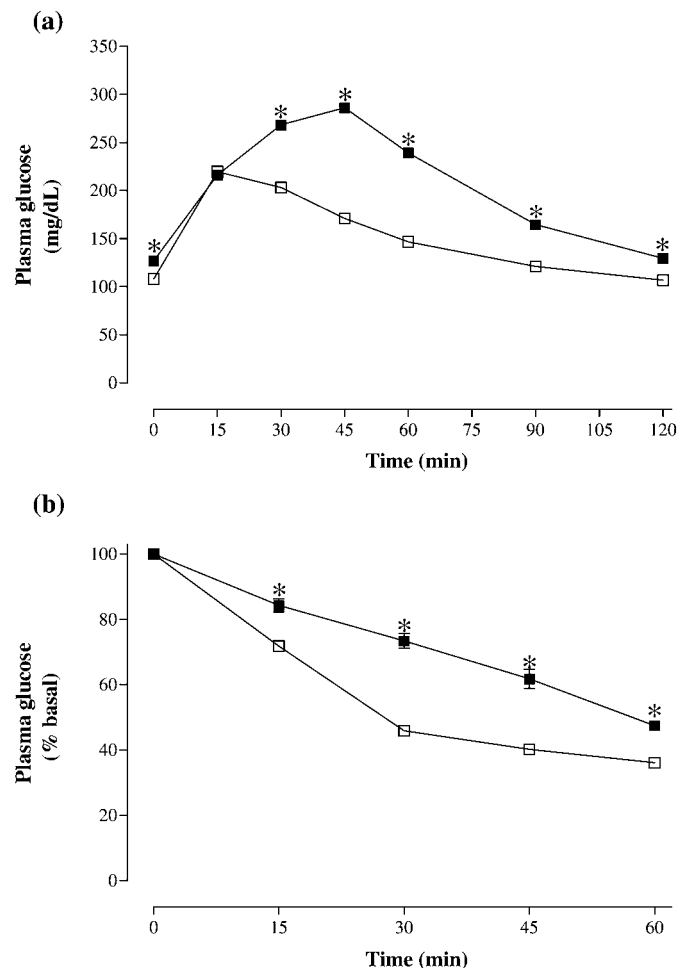 (a)
350
300
250
200
150
100
50
0
Plasma glucose
(mg/dL)
* * * * * *
0 15 30 45 60 75 90 105 120
Time (min)
(b)
100
80
60
40
20
0
Plasma glucose
(% basal)
* * * *
0 15 30 45 60
Time (min)